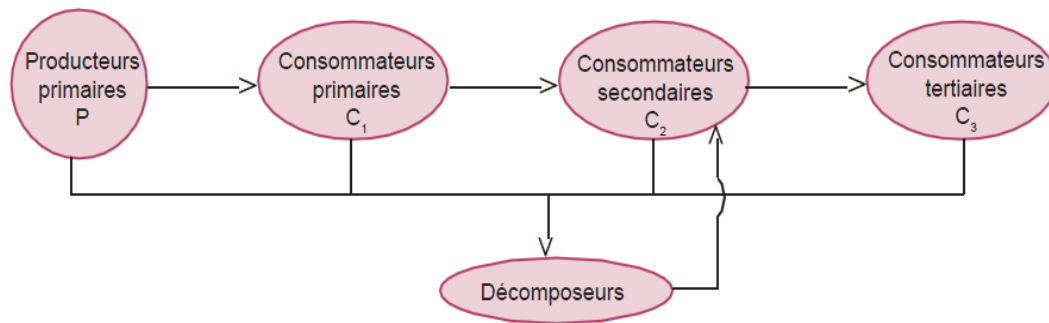 Producteurs
primaires
P
Consommateurs
primaires
C₁
Consommateurs
secondaires
C₂
Consommateurs
tertiaires
C₃
Décomposeurs